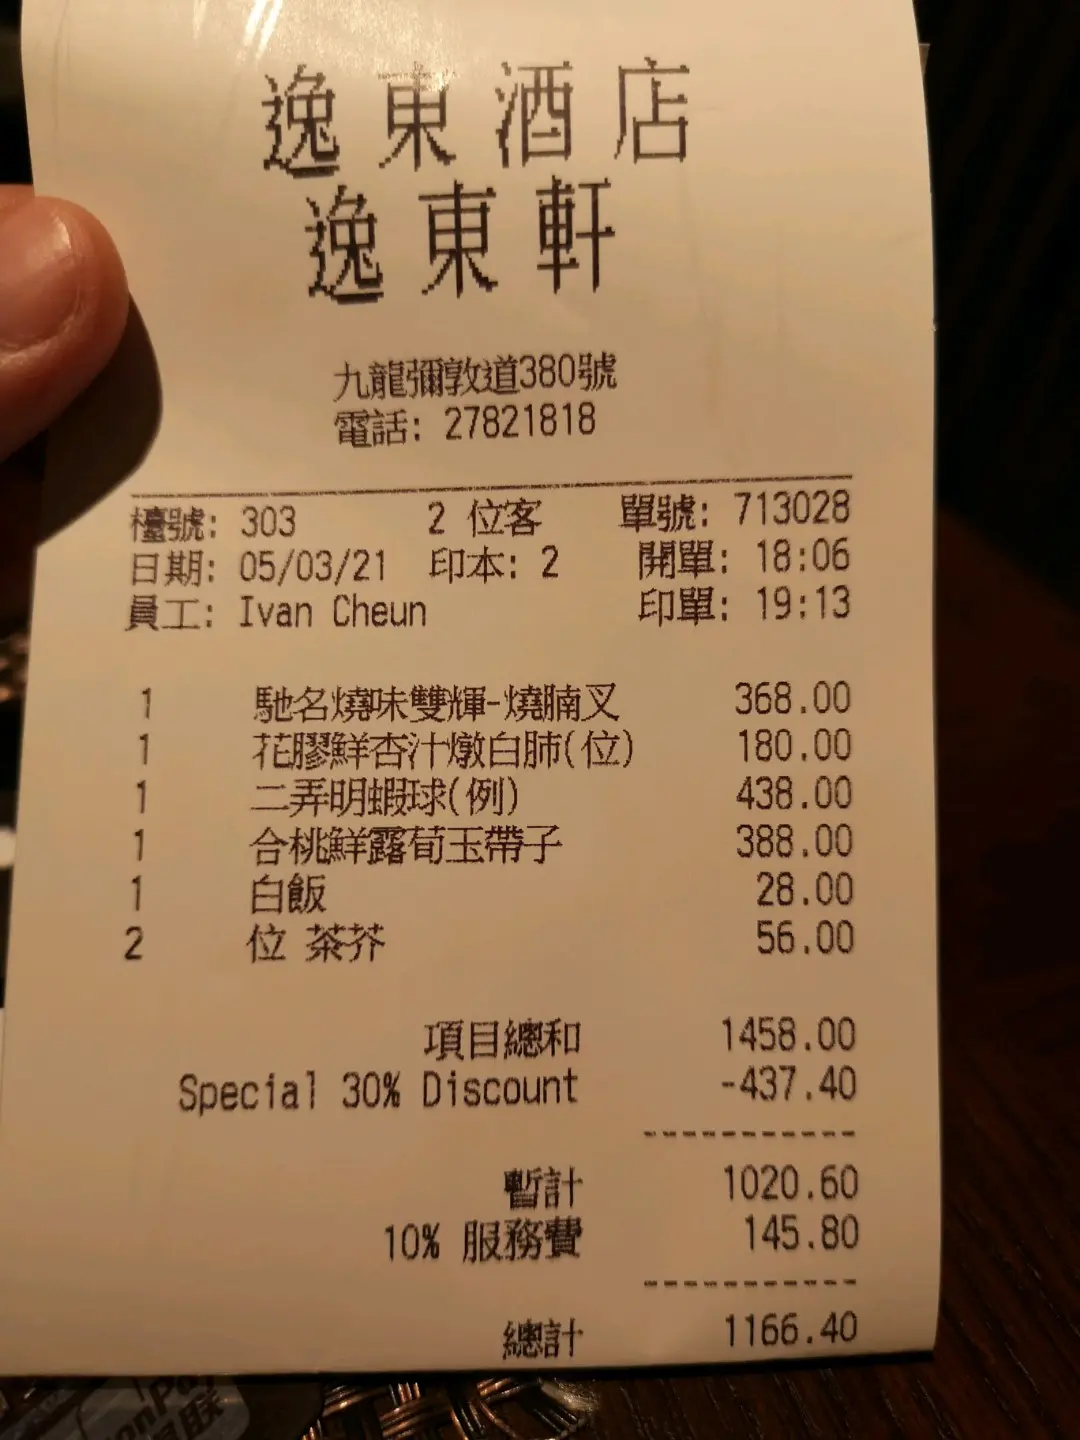 逸東酒店
逸東軒
九龍彌敦道380號
電話: 27821818
檯號: 303 2 位客 單號: 713028
日期: 05/03/21 印本: 2 開單: 18:06
員工: Ivan Cheun 印單: 19:13
1 馳名燒味雙輝-燒腩叉 368.00
1 花膠鮮杏汁燉白肺(位) 180.00
1 二弄明蝦球(例) 438.00
1 合桃鮮露荀玉帶子 388.00
1 白飯 28.00
2 位 茶芥 56.00
項目總和 1458.00
Special 30% Discount -437.40
暫計 1020.60
10% 服務費 145.80
總計 1166.40